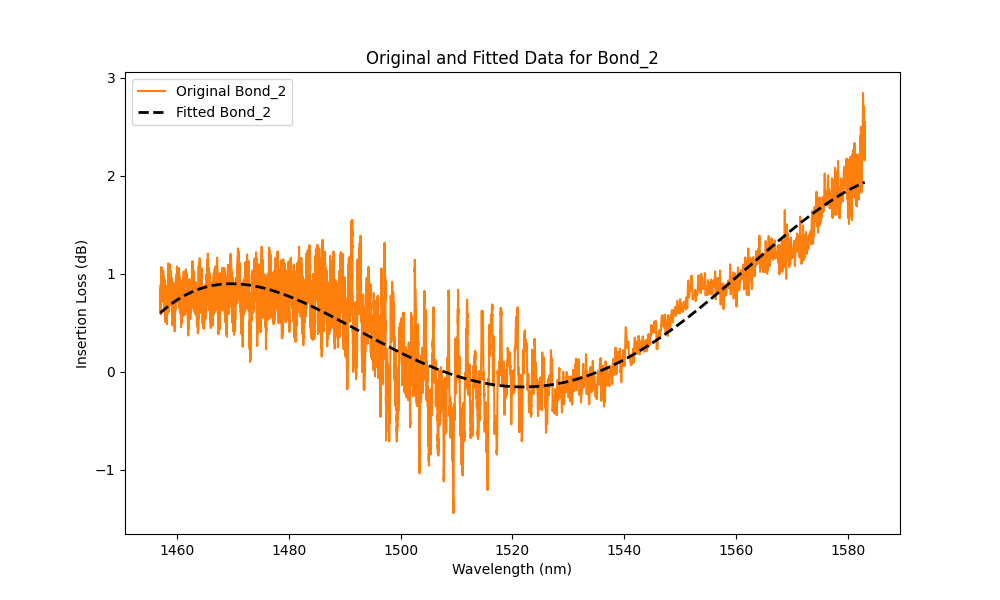 Original and Fitted Data for Bond_2
Original Bond_2
Fitted Bond_2
Insertion Loss (dB)
3
2
1
0
−1
1460 1480 1500 1520 1540 1560 1580
Wavelength (nm)